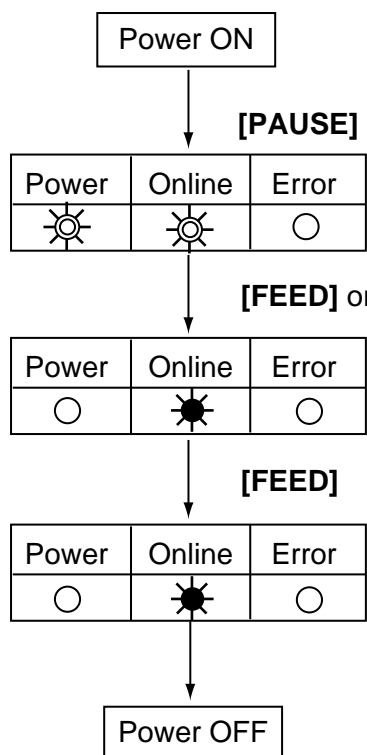 Power ON
[PAUSE]
Power Online Error
[FEED] or
Power Online Error
[FEED]
Power Online Error
Power OFF